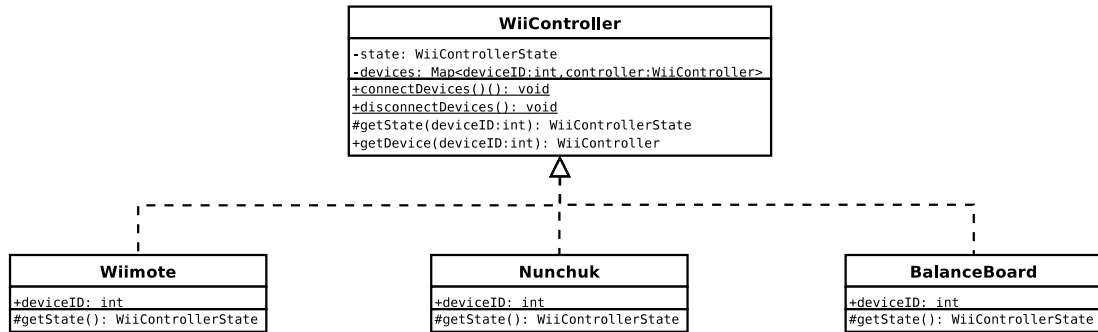 WiiController
-state: WiiControllerState
-devices: Map<deviceID:int,controller:WiiController>
+connectDevices()(): void
+disconnectDevices(): void
#getState(deviceID:int): WiiControllerState
+getDevice(deviceID:int): WiiController
Wiimote
+deviceID: int
#getState(): WiiControllerState
Nunchuk
+deviceID: int
#getState(): WiiControllerState
BalanceBoard
+deviceID: int
#getState(): WiiControllerState